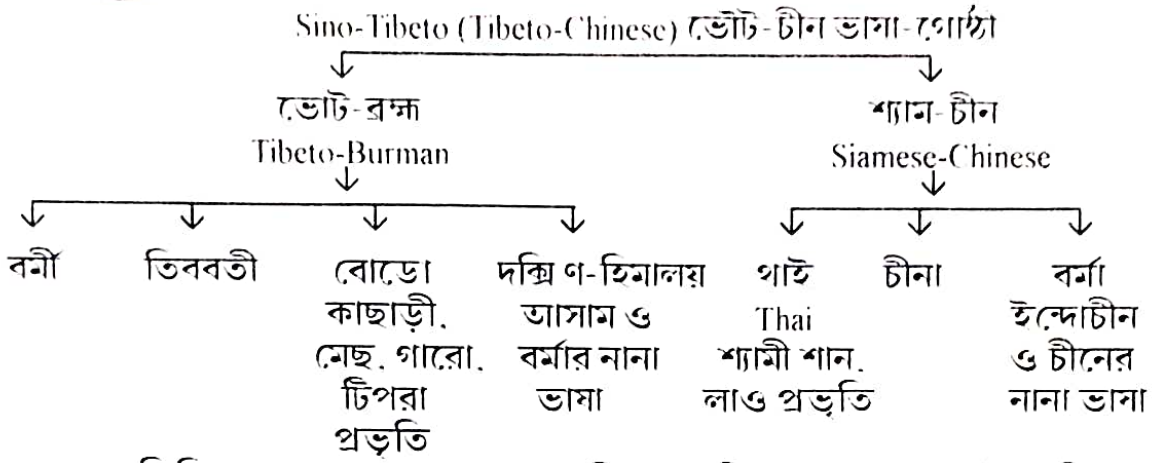 Sino-Tibeto (Tibeto-Chinese) ভোট-চীন ভাষা-গোষ্ঠী
ভোট-ব্রহ্ম
Tibeto-Burman
শ্যাম-চীন
Siamese-Chinese
বর্মী
তিব্বতী
বোড়ো
কাছাড়ী,
মেছ, গারো,
টিপরা
প্রভৃতি
দক্ষিণ-হিমালয়
আসাম ও
বর্মার নানা
ভাষা
থাই
Thai
শ্যামী শান,
লাও প্রভৃতি
চীনা
বর্মা
ইন্দোচীন
ও চীনের
নানা ভাষা